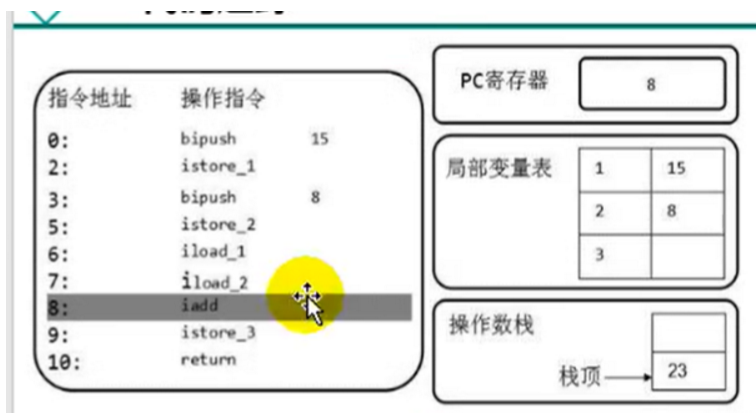 指令地址 操作指令
0: bipush 15
2: istore_1
3: bipush 8
5: istore_2
6: iload_1
7: iload_2
8: iadd
9: istore_3
10: return
PC寄存器 8
局部变量表 1 15
2 8
3
操作数栈
栈顶 23